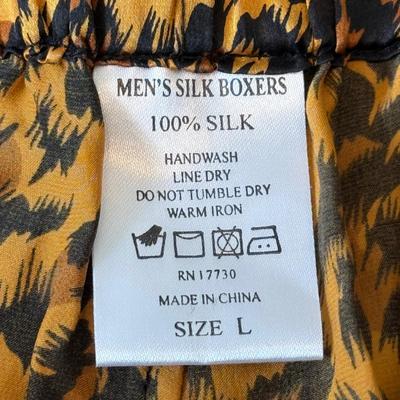 MEN'S SILK BOXERS
100% SILK
HANDWASH
LINE DRY
DO NOT TUMBLE DRY
WARM IRON
RN 17730
MADE IN CHINA
SIZE L